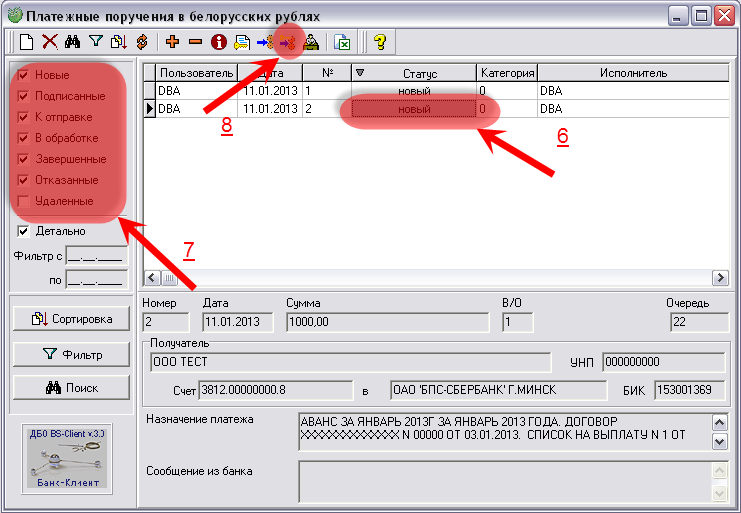 Платежные поручения в белорусских рублях
Новые
Подписанные
К отправке
В обработке
Завершенные
Отказанные
Удаленные
Детально
Фильтр с __.__.____
по __.__.____
Сортировка
Фильтр
Поиск
ДБО BS-Client v.3.0
Банк-Клиент
8
7
6
Пользователь Дата № Статус Категория Исполнитель
DBA 11.01.2013 1 новый 0 DBA
DBA 11.01.2013 2 новый 0 DBA
Номер Дата Сумма В/О Очередь
2 11.01.2013 1000,00 1 22
Получатель
ООО ТЕСТ УНП 000000000
Счет 3812.00000000.8 в ОАО 'БПС-СБЕРБАНК' Г.МИНСК БИК 153001369
Назначение платежа
АВАНС ЗА ЯНВАРЬ 2013Г ЗА ЯНВАРЬ 2013 ГОДА. ДОГОВОР
XXXXXXXXXXXXXX N 00000 ОТ 03.01.2013. СПИСОК НА ВЫПЛАТУ N 1 ОТ
Сообщение из банка